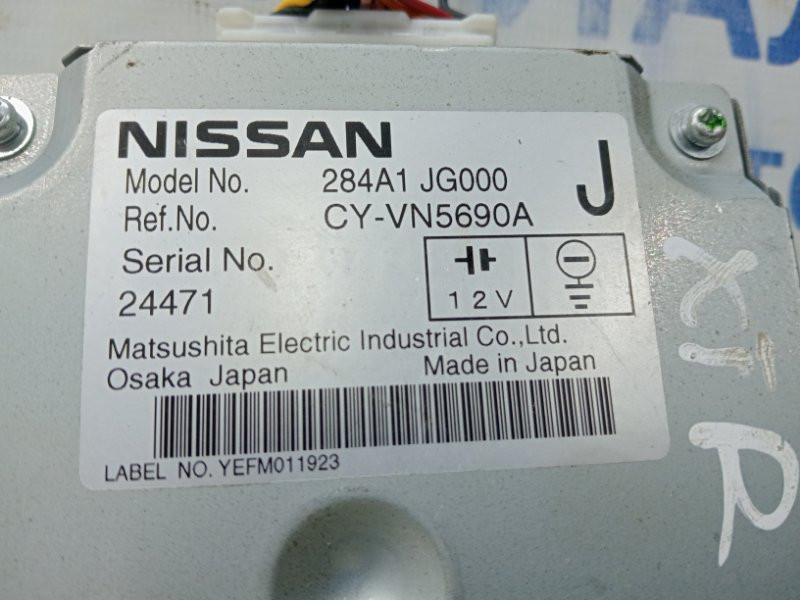 NISSAN
Model No. 284A1 JG000 J
Ref.No. CY-VN5690A
Serial No.
24471
12V
Matsushita Electric Industrial Co.,Ltd.
Osaka Japan Made in Japan
LABEL NO. YEFM011923